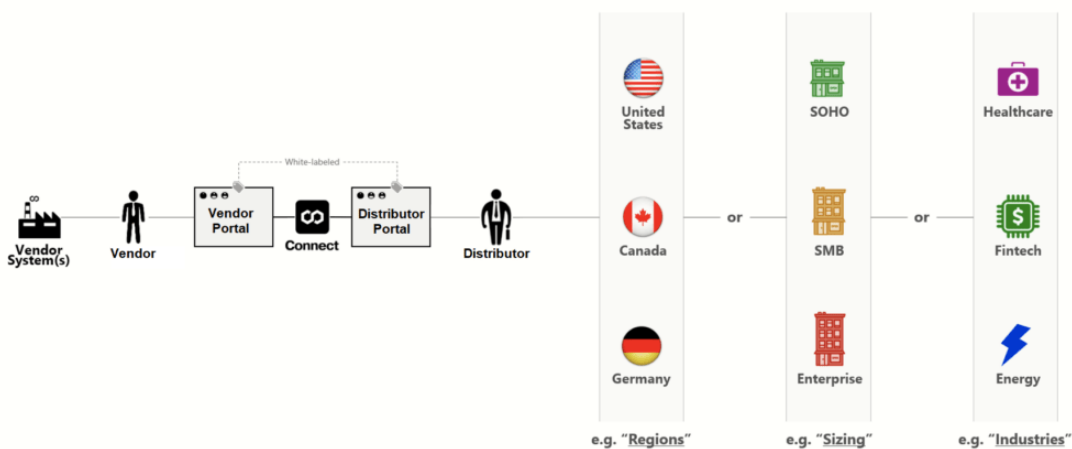 White-labeled
Vendor
System(s)
Vendor
Vendor
Portal
Connect
Distributor
Portal
Distributor
United
States
Canada
Germany
e.g. “Regions”
or
SOHO
SMB
Enterprise
e.g. “Sizing”
or
Healthcare
Fintech
Energy
e.g. “Industries”